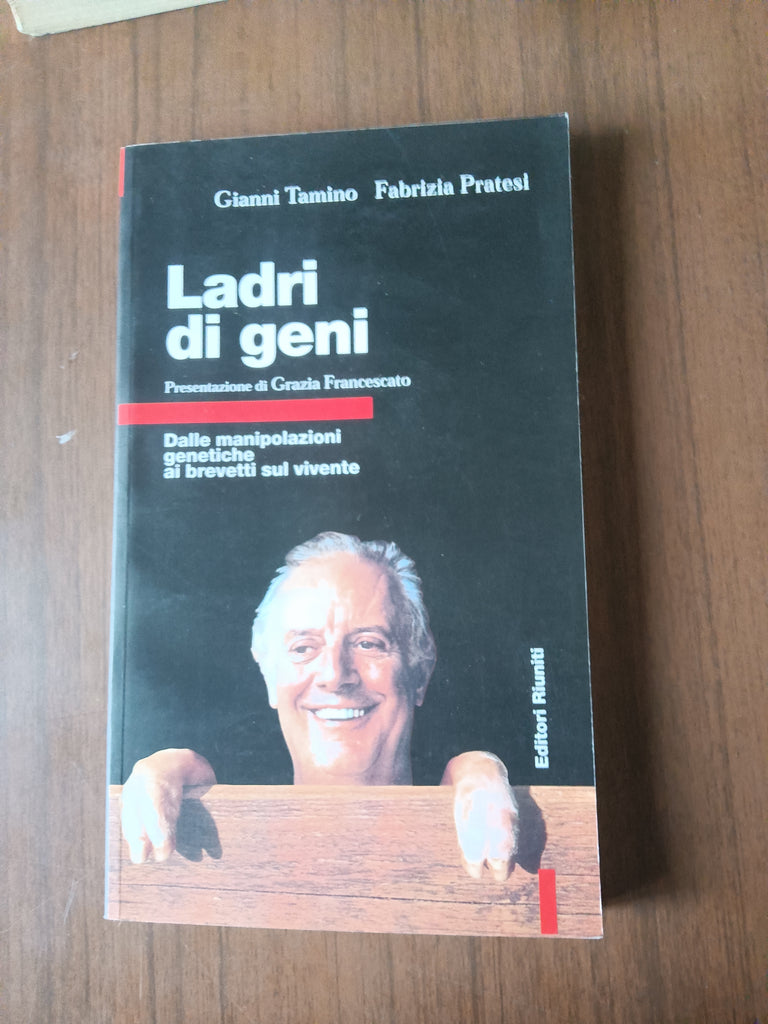 Gianni Tamino Fabrizia Pratesi
Ladri
di geni
Presentazione di Grazia Francescato
Dalle manipolazioni
genetiche
ai brevetti sul vivente
Editori Riuniti